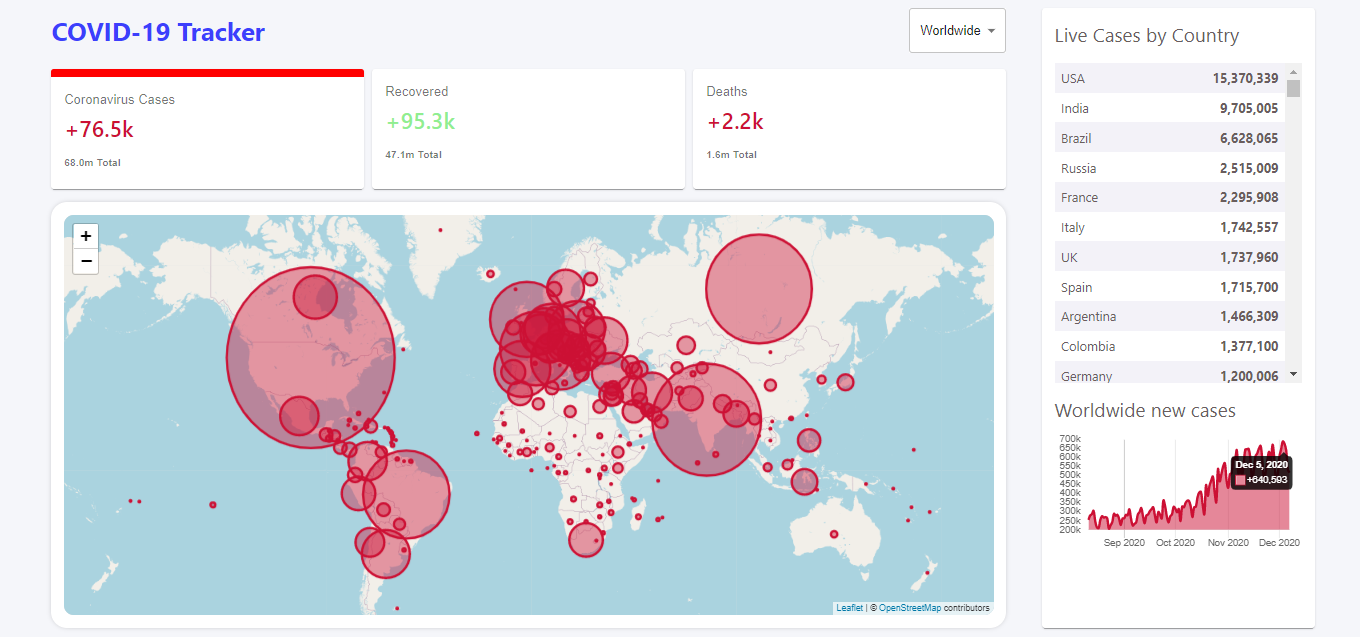 COVID-19 Tracker
Worldwide
Coronavirus Cases
+76.5k
68.0m Total
Recovered
+95.3k
47.1m Total
Deaths
+2.2k
1.6m Total
+
−
Leaflet | © OpenStreetMap contributors
Live Cases by Country
USA 15,370,339
India 9,705,005
Brazil 6,628,065
Russia 2,515,009
France 2,295,908
Italy 1,742,557
UK 1,737,960
Spain 1,715,700
Argentina 1,466,309
Colombia 1,377,100
Germany 1,200,006
Worldwide new cases
700k
650k
600k
550k
500k
450k
400k
350k
300k
250k
200k
Dec 5, 2020
+640,593
Sep 2020 Oct 2020 Nov 2020 Dec 2020